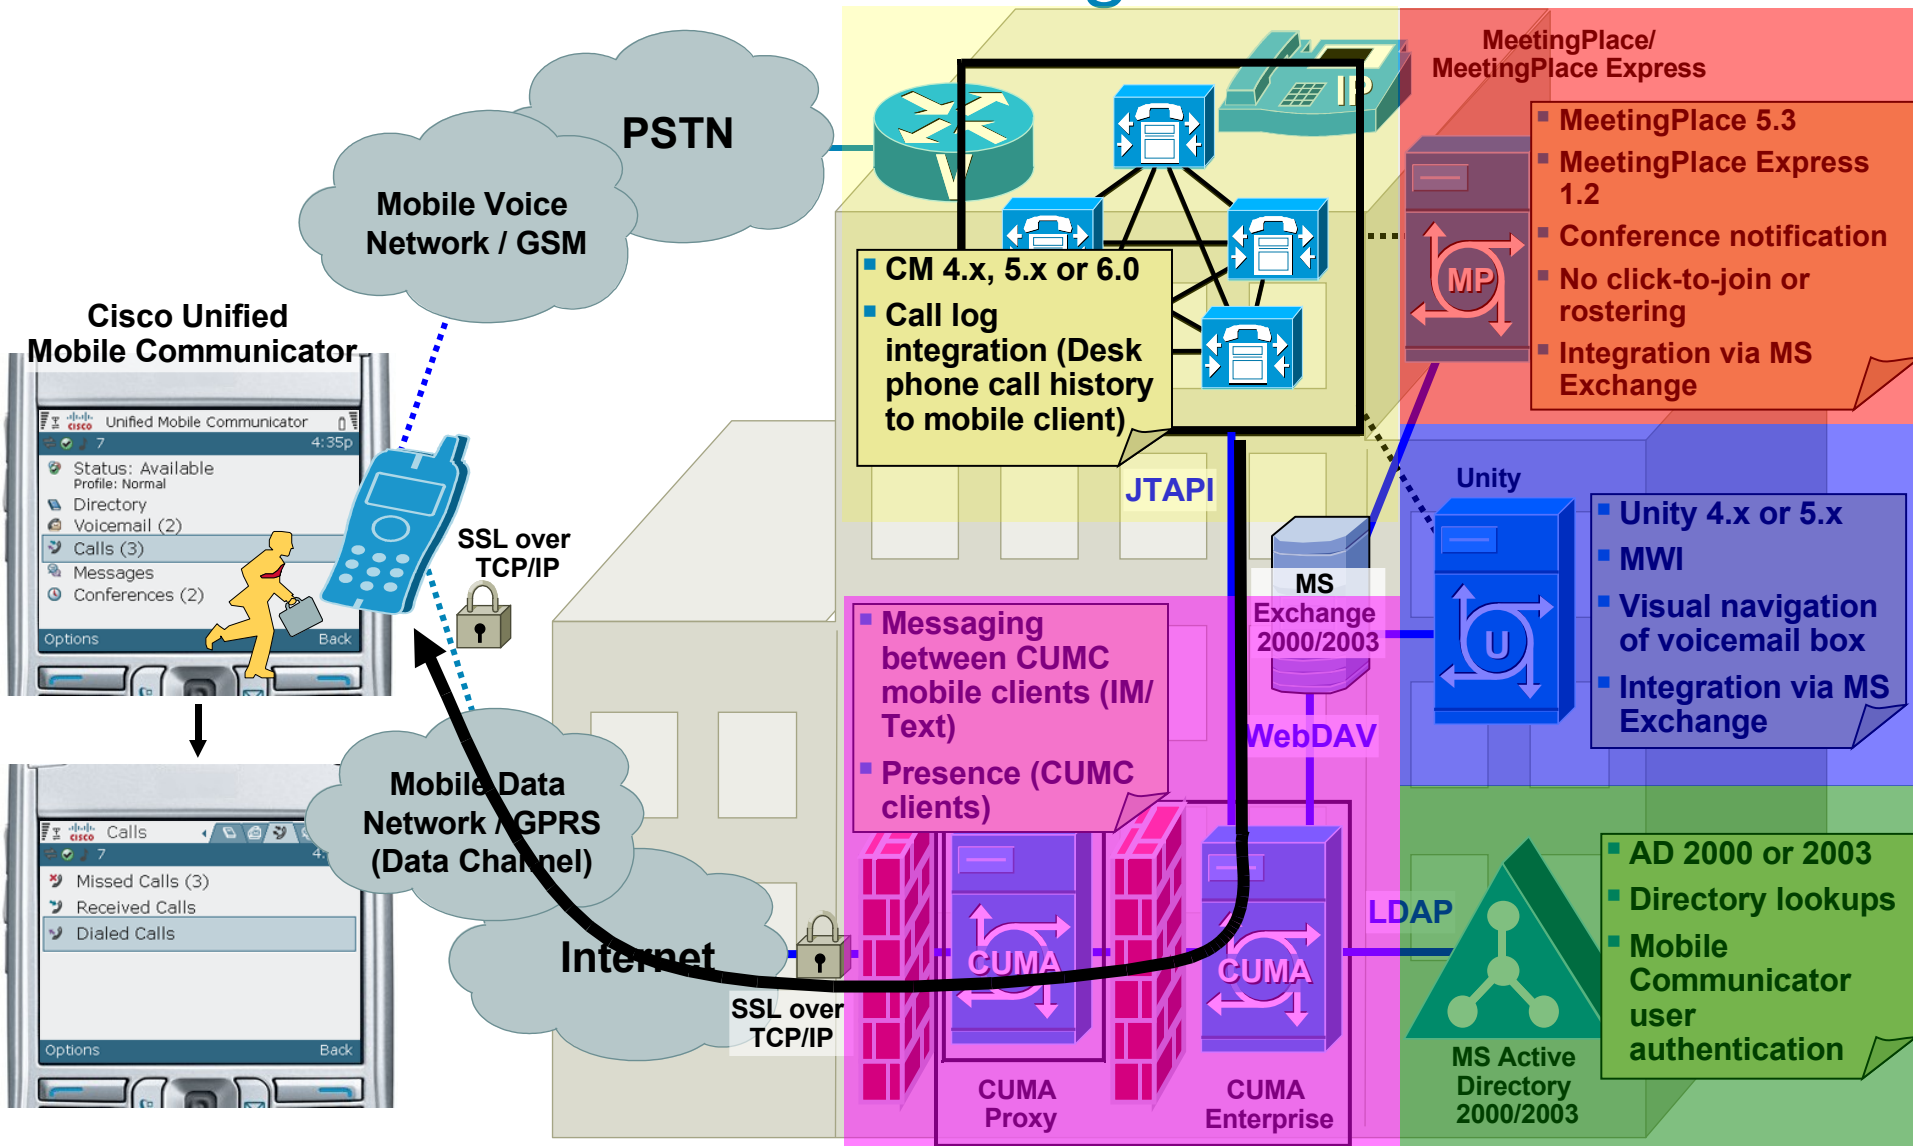 g
PSTN
Mobile Voice
Network / GSM
IP
V
MeetingPlace/
MeetingPlace Express
MeetingPlace 5.3
MeetingPlace Express
1.2
Conference notification
No click-to-join or
rostering
Integration via MS
Exchange
MP
CM 4.x, 5.x or 6.0
Call log
integration (Desk
phone call history
to mobile client)
JTAPI
Cisco Unified
Mobile Communicator
cisco Unified Mobile Communicator
7 4:35p
Status: Available
Profile: Normal
Directory
Voicemail (2)
Calls (3)
Messages
Conferences (2)
Options Back
SSL over
TCP/IP
Unity
Unity 4.x or 5.x
MWI
Visual navigation
of voicemail box
Integration via MS
Exchange
U
MS
Exchange
2000/2003
WebDAV
Messaging
between CUMC
mobile clients (IM/
Text)
Presence (CUMC
clients)
Mobile Data
Network / GPRS
(Data Channel)
Internet
SSL over
TCP/IP
cisco Calls
7 4:
Missed Calls (3)
Received Calls
Dialed Calls
Options Back
CUMA
CUMA
CUMA
Proxy
CUMA
Enterprise
LDAP
MS Active
Directory
2000/2003
AD 2000 or 2003
Directory lookups
Mobile
Communicator
user
authentication